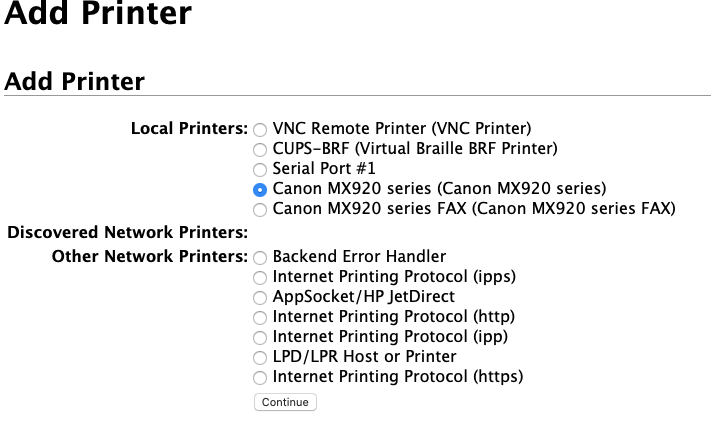 Add Printer
Add Printer
Local Printers: VNC Remote Printer (VNC Printer)
CUPS-BRF (Virtual Braille BRF Printer)
Serial Port #1
Canon MX920 series (Canon MX920 series)
Canon MX920 series FAX (Canon MX920 series FAX)
Discovered Network Printers:
Other Network Printers: Backend Error Handler
Internet Printing Protocol (ipps)
AppSocket/HP JetDirect
Internet Printing Protocol (http)
Internet Printing Protocol (ipp)
LPD/LPR Host or Printer
Internet Printing Protocol (https)
Continue